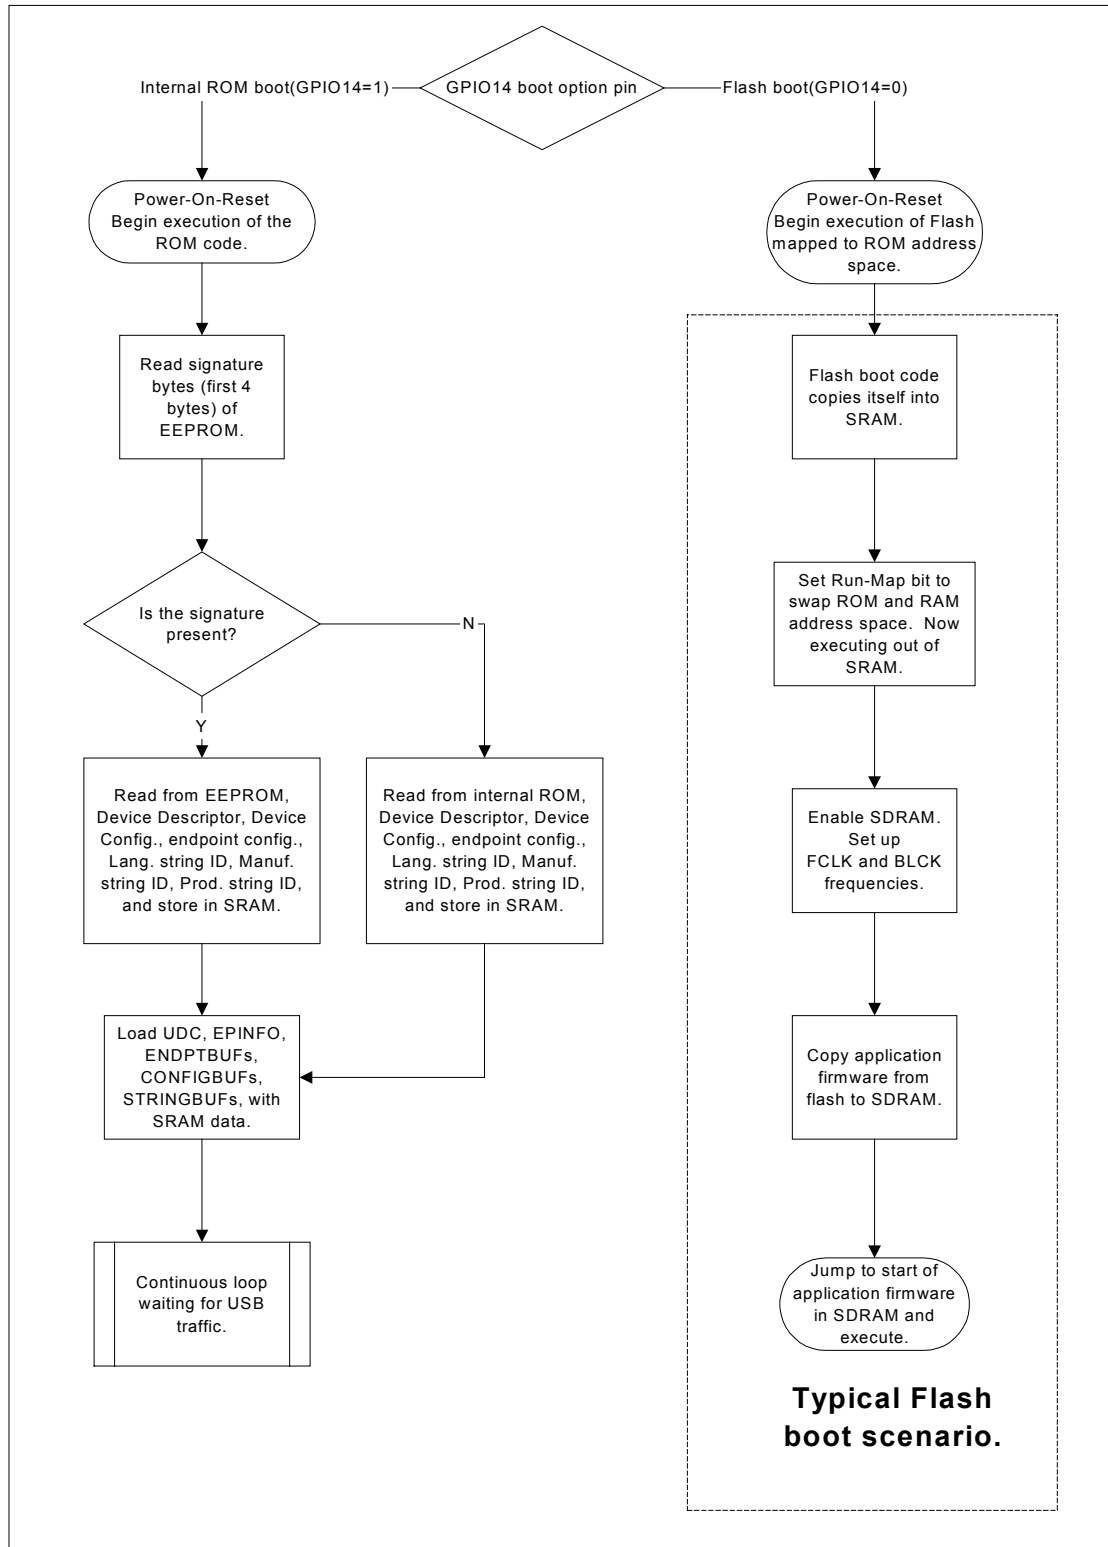 GPIO14 boot option pin
Internal ROM boot(GPIO14=1)
Flash boot(GPIO14=0)
Power-On-Reset
Begin execution of the
ROM code.
Power-On-Reset
Begin execution of Flash
mapped to ROM address
space.
Read signature
bytes (first 4
bytes) of
EEPROM.
Flash boot code
copies itself into
SRAM.
Is the signature
present?
N
Y
Set Run-Map bit to
swap ROM and RAM
address space. Now
executing out of
SRAM.
Read from EEPROM,
Device Descriptor, Device
Config., endpoint config.,
Lang. string ID, Manuf.
string ID, Prod. string ID,
and store in SRAM.
Read from internal ROM,
Device Descriptor, Device
Config., endpoint config.,
Lang. string ID, Manuf.
string ID, Prod. string ID,
and store in SRAM.
Enable SDRAM.
Set up
FCLK and BLCK
frequencies.
Load UDC, EPINFO,
ENDPTBUFs,
CONFIGBUFs,
STRINGBUFs, with
SRAM data.
Copy application
firmware from
flash to SDRAM.
Continuous loop
waiting for USB
traffic.
Jump to start of
application firmware
in SDRAM and
execute.
Typical Flash
boot scenario.